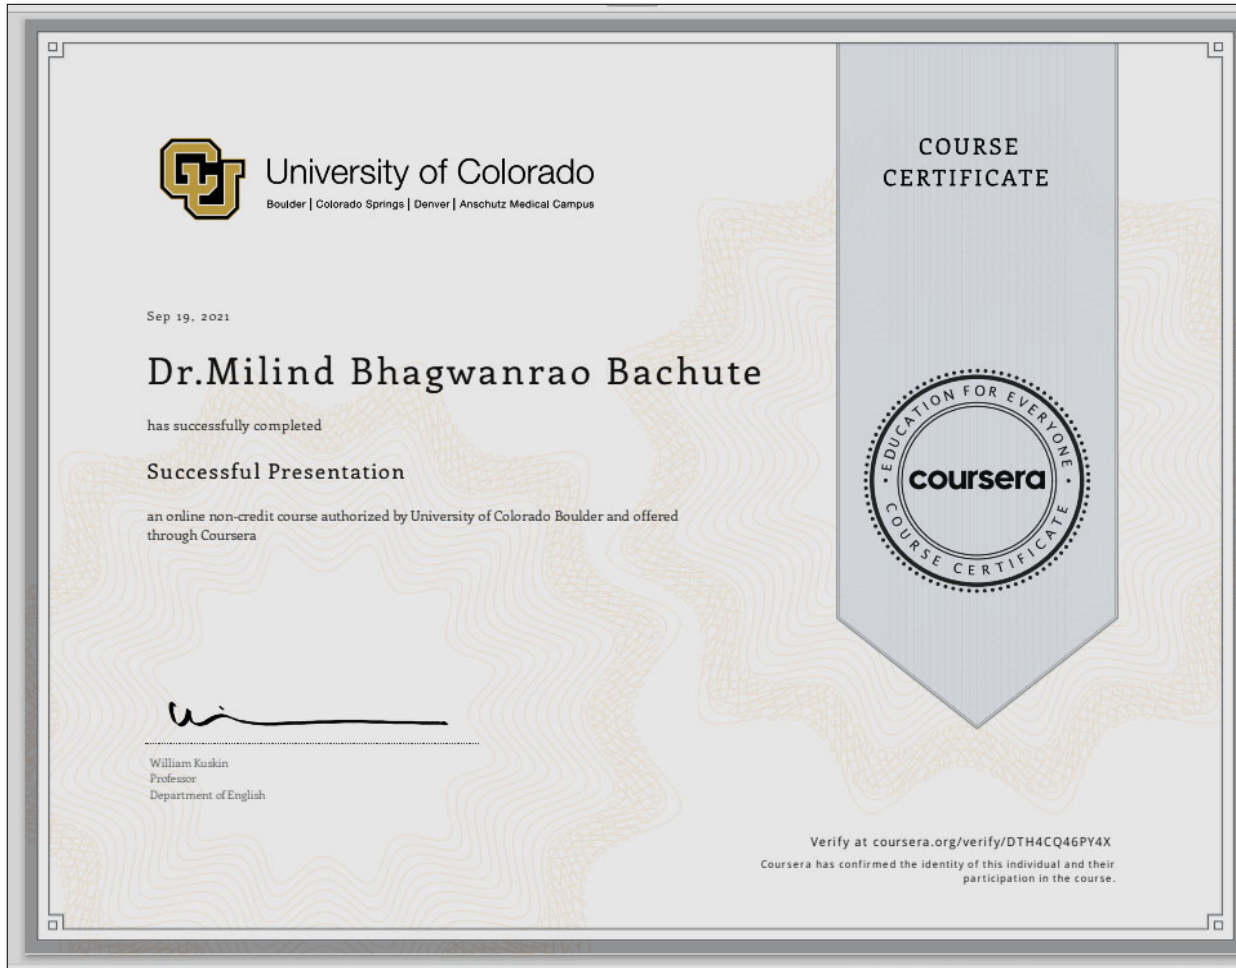 University of Colorado
Boulder | Colorado Springs | Denver | Anschutz Medical Campus
COURSE
CERTIFICATE
Sep 19, 2021
Dr.Milind Bhagwanrao Bachute
has successfully completed
Successful Presentation
an online non-credit course authorized by University of Colorado Boulder and offered
through Coursera
EDUCATION FOR EVERYONE
coursera
COURSE CERTIFICATE
William Kuskin
Professor
Department of English
Verify at coursera.org/verify/DTH4CQ46PY4X
Coursera has confirmed the identity of this individual and their
participation in the course.